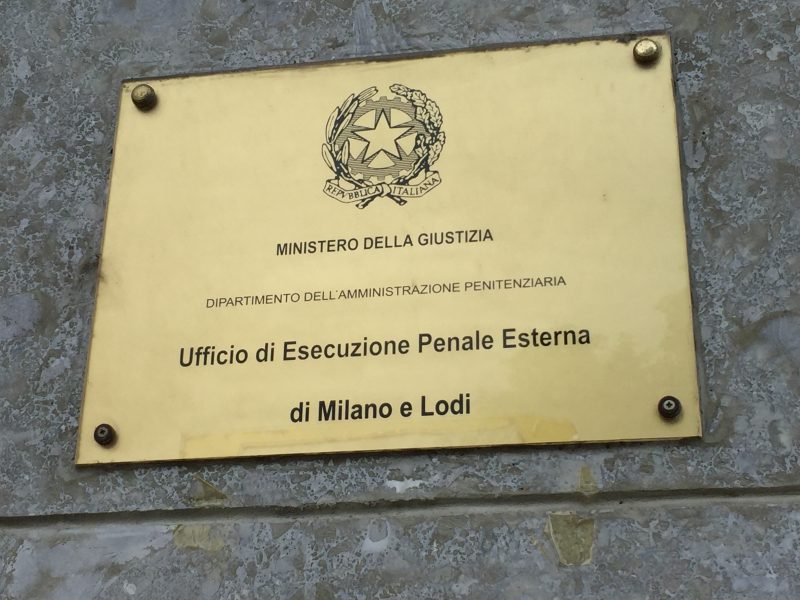 REPVBBLICA ITALIANA
MINISTERO DELLA GIUSTIZIA
DIPARTIMENTO DELL'AMMINISTRAZIONE PENITENZIARIA
Ufficio di Esecuzione Penale Esterna
di Milano e Lodi